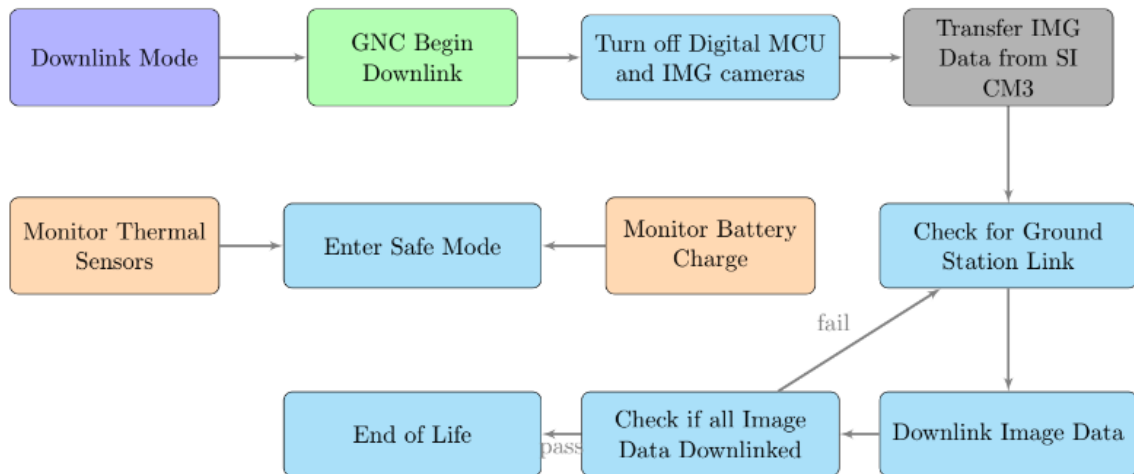 Downlink Mode
GNC Begin
Downlink
Turn off Digital MCU
and IMG cameras
Transfer IMG
Data from SI
CM3
Monitor Thermal
Sensors
Enter Safe Mode
Monitor Battery
Charge
Check for Ground
Station Link
fail
End of Life
pass
Check if all Image
Data Downlinked
Downlink Image Data